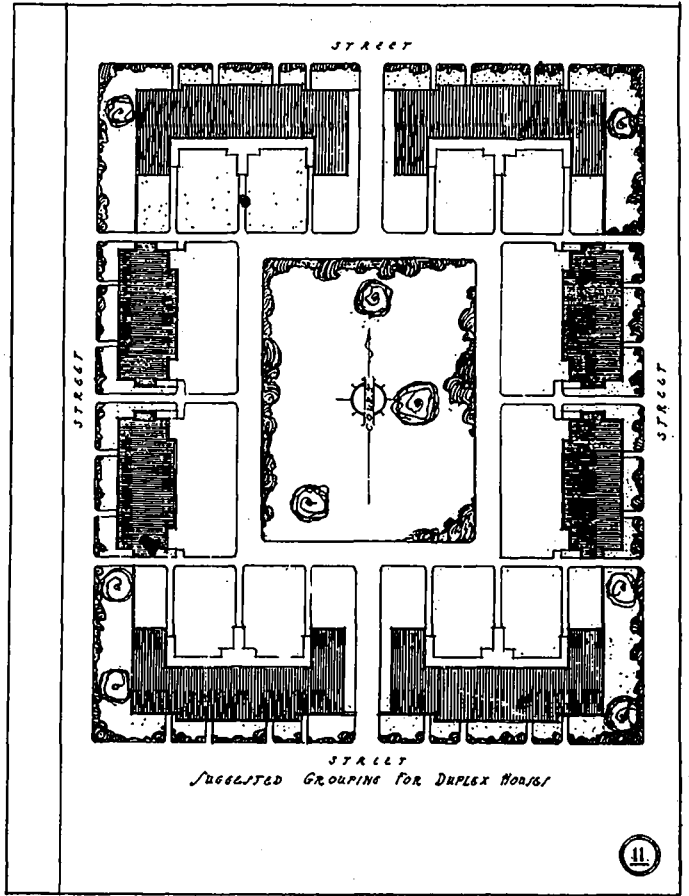 STREET
STREET
COURT
STREET
STREET
SUGGESTED GROUPING FOR DUPLEX HOUSES
11.